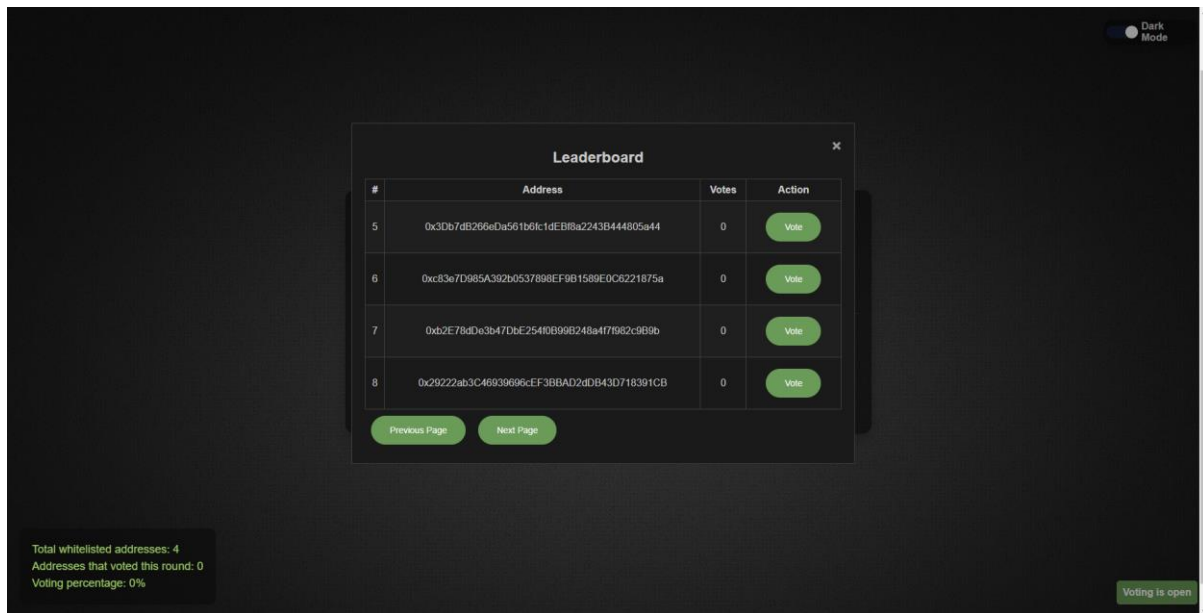 Dark
Mode
Leaderboard
×
# Address Votes Action
5 0x3Db7dB266eDa561b6fc1dEBf8a2243B444805a44 0 Vote
6 0xc83e7D985A392b0537898EF9B1589E0C6221875a 0 Vote
7 0xb2E78dDe3b47DbE254f0B99B248a4f7f982c9B9b 0 Vote
8 0x29222ab3C46939696cEF3BBAD2dDB43D718391CB 0 Vote
Previous Page Next Page
Total whitelisted addresses: 4
Addresses that voted this round: 0
Voting percentage: 0%
Voting is open